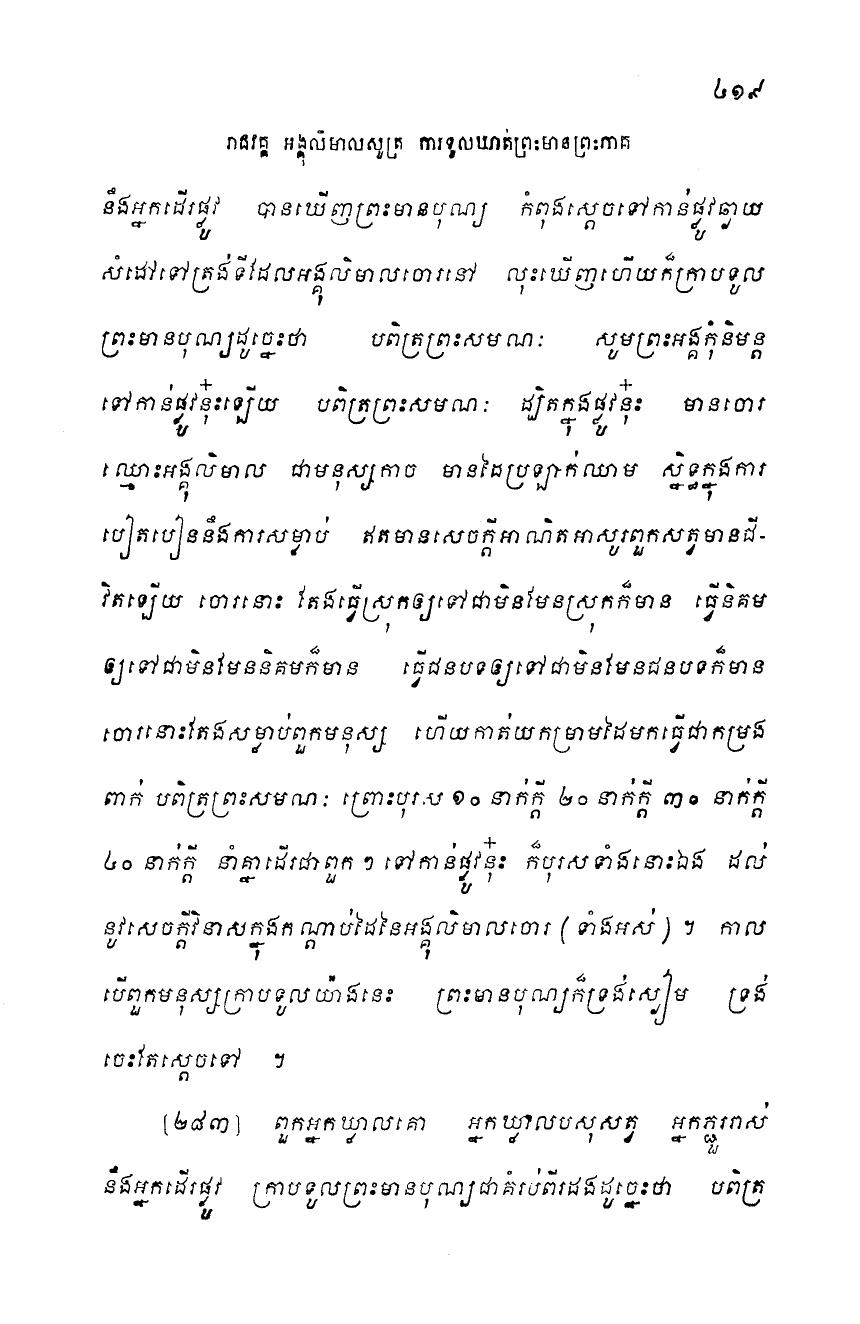 ៤១៩
រាជវគ្គ អង្គុលិមាលសូត្រ ការទូលឃាត់ព្រះមានព្រះភាគ
នឹងអ្នកដើរផ្លូវ បានឃើញព្រះមានបុណ្យ កំពុងស្តេចទៅកាន់ផ្លូវឆ្ងាយ
សំដៅទៅត្រង់ទីដែលអង្គុលិមាលចោរនៅ លុះឃើញហើយក៏ក្រាបទូល
ព្រះមានបុណ្យដូច្នេះថា បពិត្រព្រះសមណៈ សូមព្រះអង្គកុំនិមន្ត
ទៅកាន់ផ្លូវនុ៎ះឡើយ បពិត្រព្រះសមណៈ ដ្បិតក្នុងផ្លូវនុ៎ះ មានចោរ
ឈ្មោះអង្គុលិមាល ជាមនុស្សកាច មានដៃប្រឡាក់ឈាម ស្និទ្ធក្នុងការ
បៀតបៀននឹងការសម្លាប់ ឥតមានសេចក្តីអាណិតអាសូរពួកសត្វមានជី-
វិតឡើយ ចោរនោះ តែងធ្វើស្រុកឲ្យទៅជាមិនមែនស្រុកក៏មាន ធ្វើនិគម
ឲ្យទៅជាមិនមែននិគមក៏មាន ធ្វើជនបទឲ្យទៅជាមិនមែនជនបទក៏មាន
ចោរនោះតែងសម្លាប់ពួកមនុស្ស ហើយកាត់យកម្រាមដៃមកធ្វើជាកម្រង
ពាក់ បពិត្រព្រះសមណៈ ព្រោះបុរស ១០ នាក់ក្តី ២០ នាក់ក្តី ៣០ នាក់ក្តី
៤០ នាក់ក្តី នាំគ្នាដើរជាពួក ៗ ទៅកាន់ផ្លូវនុ៎ះ ក៏បុរសទាំងនោះឯង ដល់
នូវសេចក្តីវិនាសក្នុងកណ្តាប់ដៃនៃអង្គុលិមាលចោរ (ទាំងអស់) ។ កាល
បើពួកមនុស្សក្រាបទូលយ៉ាងនេះ ព្រះមានបុណ្យក៏ទ្រង់ស្ងៀម ទ្រង់
ចេះតែស្តេចទៅ ។
[២៨៣] ពួកអ្នកឃ្វាលគោ អ្នកឃ្វាលបសុសត្វ អ្នកភ្ជួររាស់
នឹងអ្នកដើរផ្លូវ ក្រាបទូលព្រះមានបុណ្យជាគំរប់ពីរដងដូច្នេះថា បពិត្រ